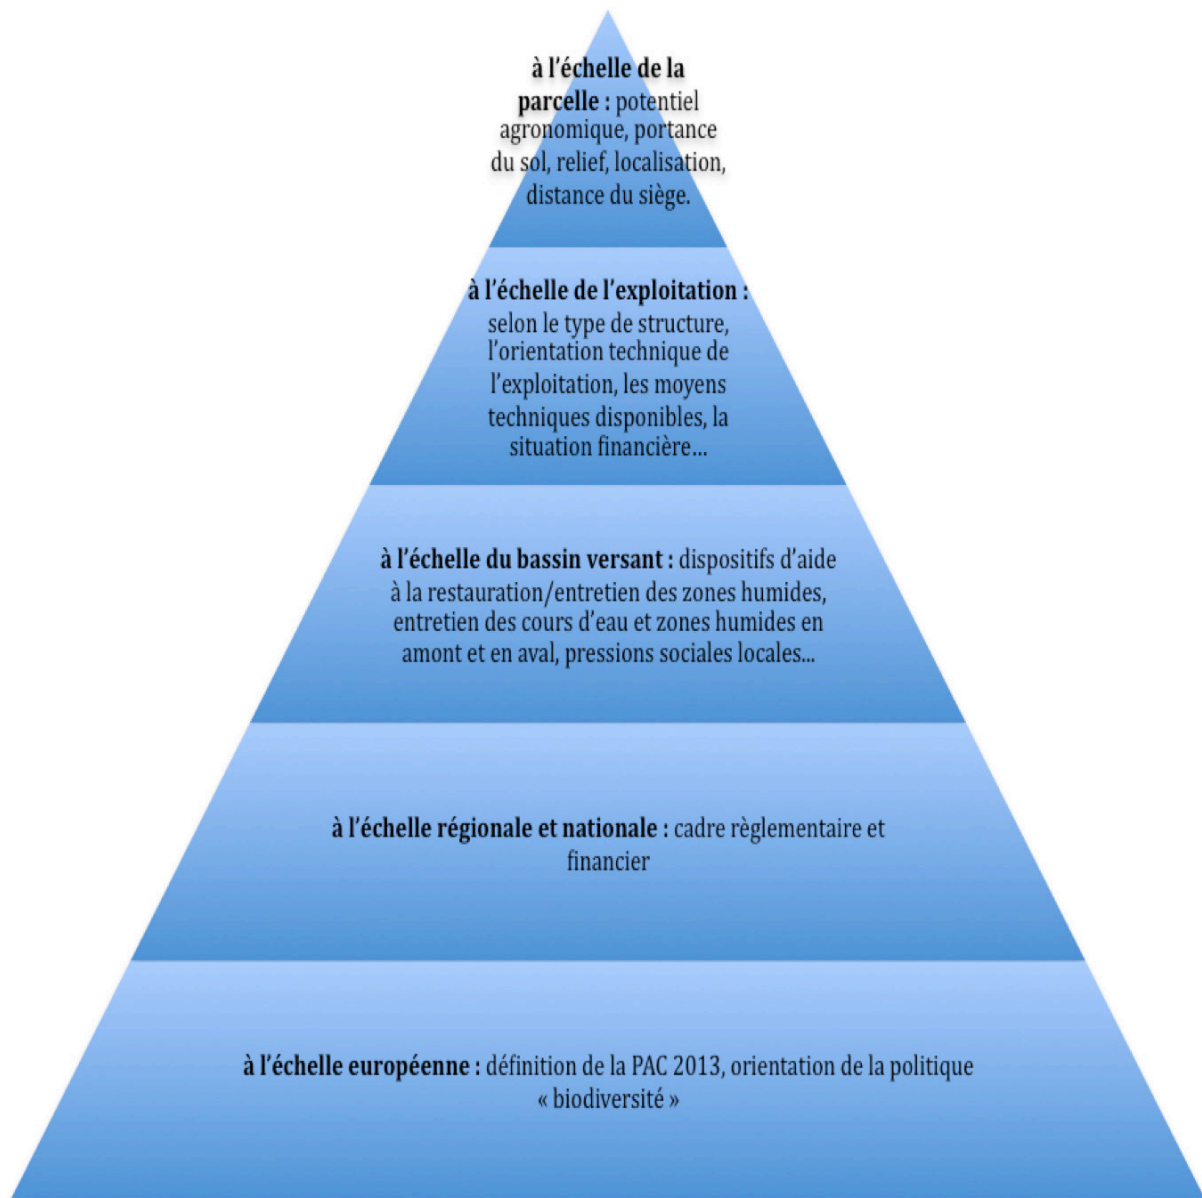 à l’échelle de la
parcelle : potentiel
agronomique, portance
du sol, relief, localisation,
distance du siège.
à l’échelle de l’exploitation :
selon le type de structure,
l’orientation technique de
l’exploitation, les moyens
techniques disponibles, la
situation financière...
à l’échelle du bassin versant : dispositifs d’aide
à la restauration/entretien des zones humides,
entretien des cours d’eau et zones humides en
amont et en aval, pressions sociales locales...
à l’échelle régionale et nationale : cadre règlementaire et
financier
à l’échelle européenne : définition de la PAC 2013, orientation de la politique
« biodiversité »